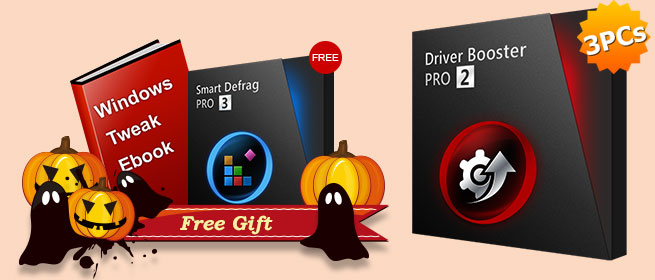 Windows
Tweak
Ebook
Smart Defrag
PRO 3
FREE
Free Gift
Driver Booster
PRO 2
3PCs